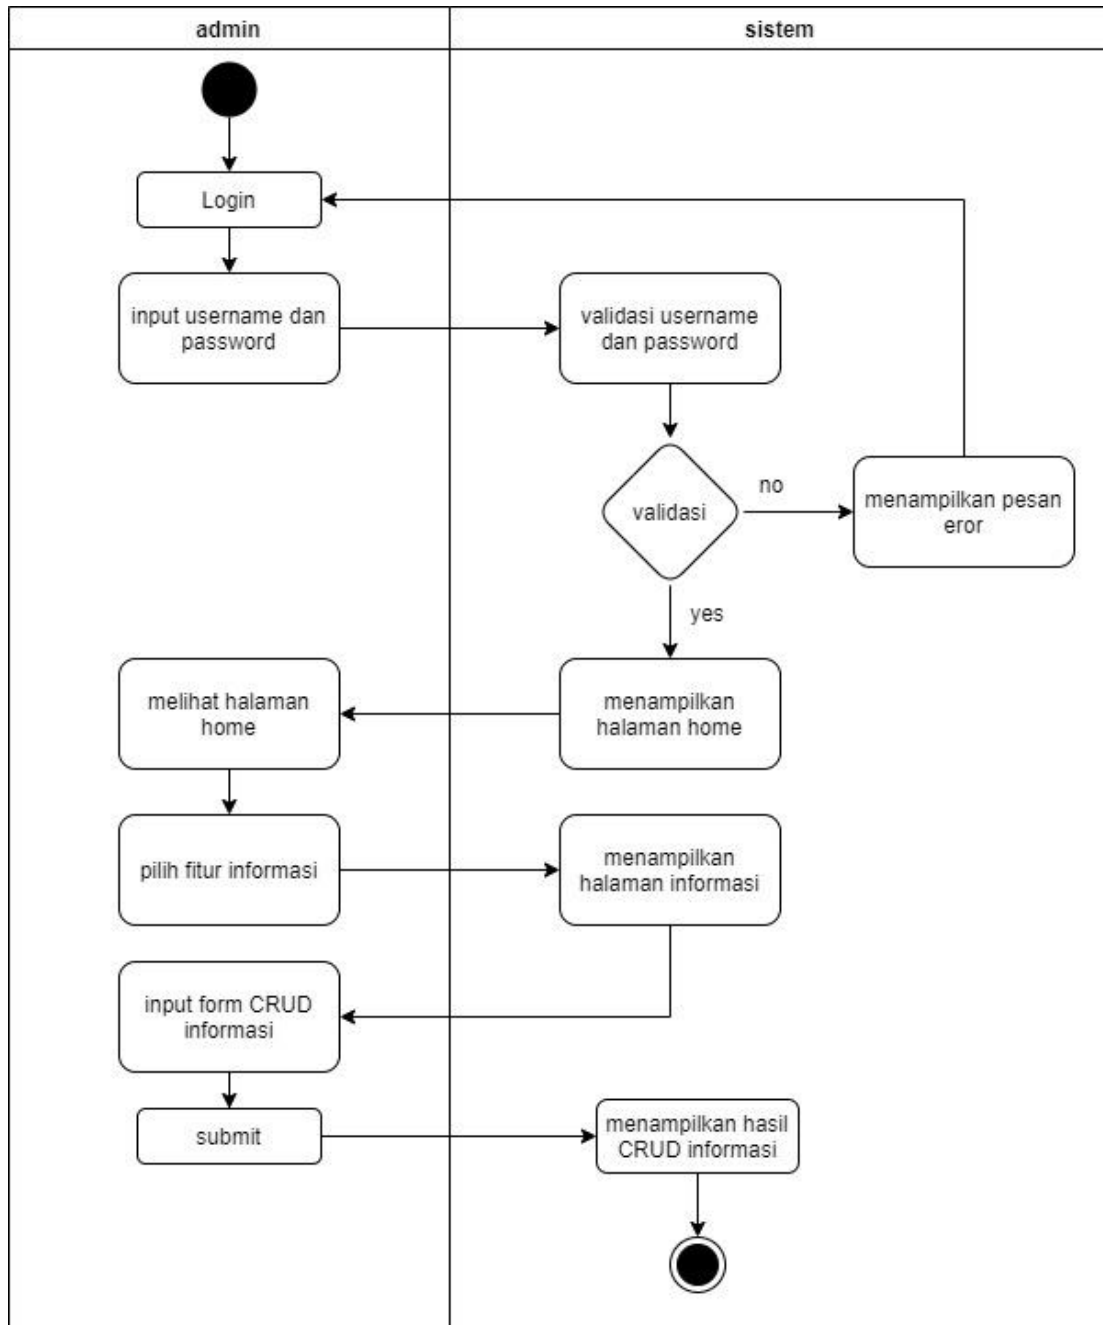 admin
sistem
Login
input username dan
password
validasi username
dan password
validasi
no
menampilkan pesan
eror
yes
melihat halaman
home
menampilkan
halaman home
pilih fitur informasi
menampilkan
halaman informasi
input form CRUD
informasi
submit
menampilkan hasil
CRUD informasi